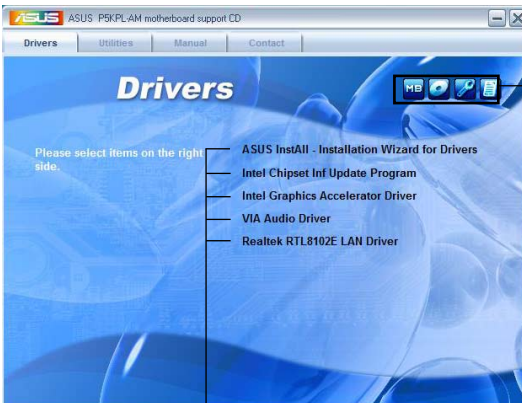 ASUS ASUS P5KPL-AM motherboard support CD
Drivers Utilities Manual Contact
Drivers
MB
Please select items on the right side.
ASUS InstAll - Installation Wizard for Drivers
Intel Chipset Inf Update Program
Intel Graphics Accelerator Driver
VIA Audio Driver
Realtek RTL8102E LAN Driver